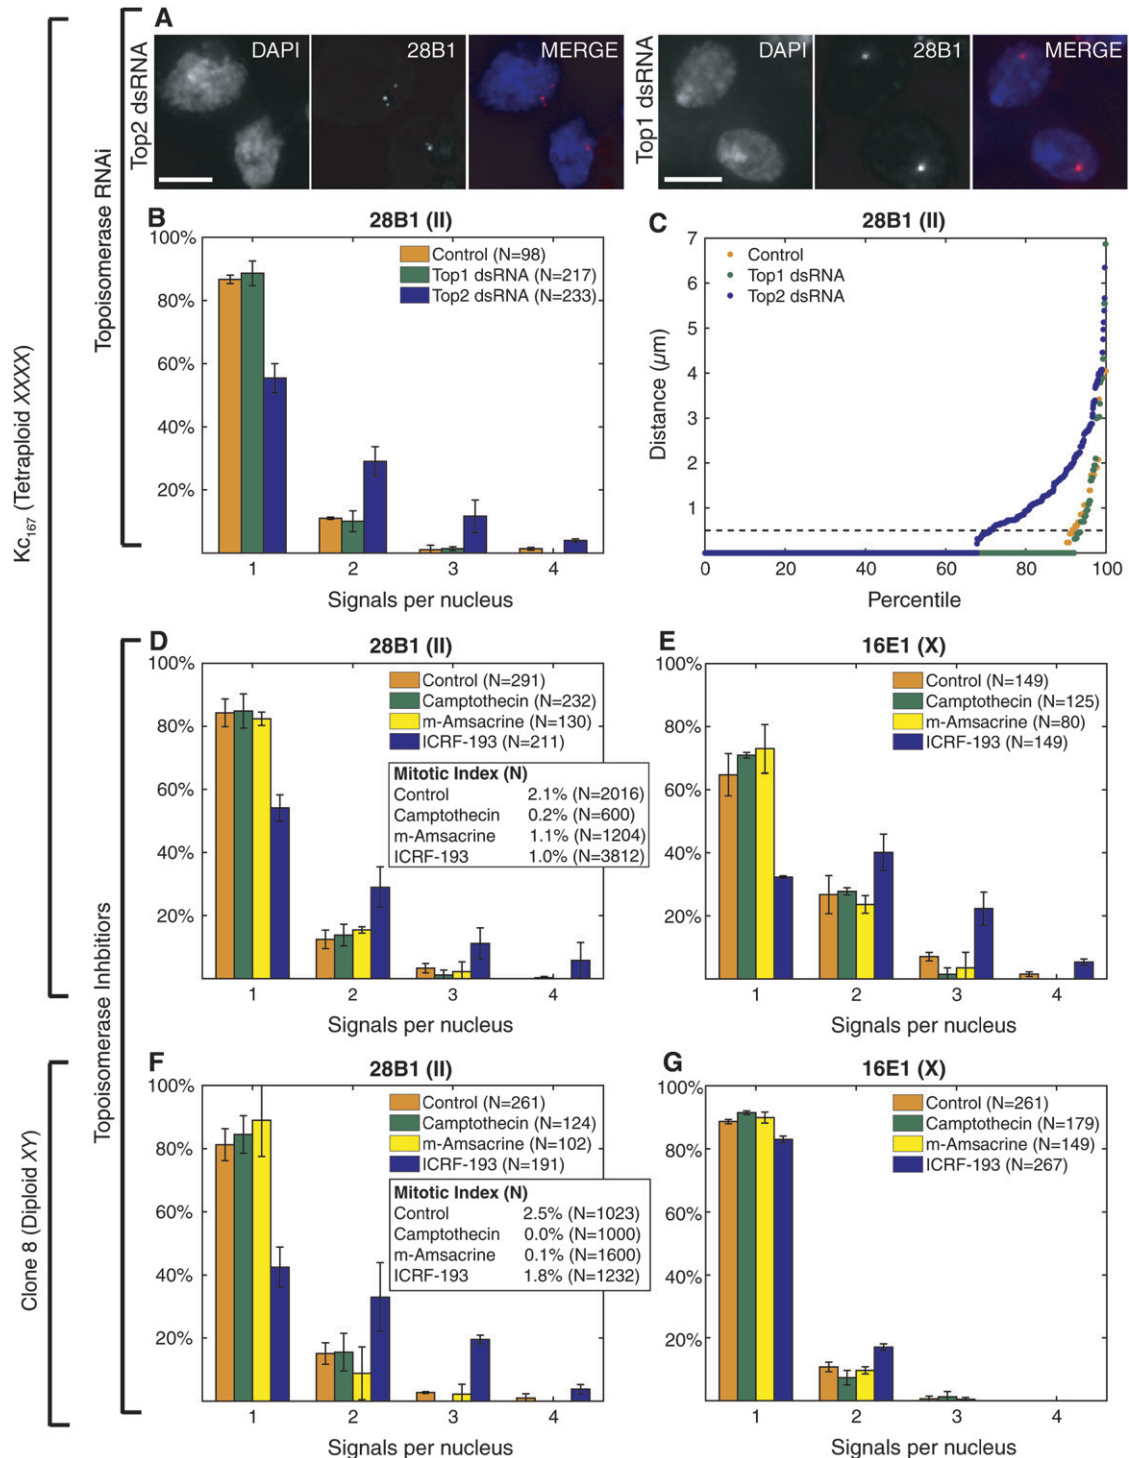 A
Top2 dsRNA
DAPI
28B1
MERGE
Top1 dsRNA
DAPI
28B1
MERGE
Kc167 (Tetraploid XXXX)
Topoisomerase RNAi
B
28B1 (II)
100%
80%
60%
40%
20%
Control (N=98)
Top1 dsRNA (N=217)
Top2 dsRNA (N=233)
1 2 3 4
Signals per nucleus
C
28B1 (II)
Distance (µm)
7
6
5
4
3
2
1
Control
Top1 dsRNA
Top2 dsRNA
0 20 40 60 80 100
Percentile
Topoisomerase Inhbitiors
D
28B1 (II)
100%
80%
60%
40%
20%
Control (N=291)
Camptothecin (N=232)
m-Amsacrine (N=130)
ICRF-193 (N=211)
Mitotic Index (N)
Control 2.1% (N=2016)
Camptothecin 0.2% (N=600)
m-Amsacrine 1.1% (N=1204)
ICRF-193 1.0% (N=3812)
1 2 3 4
Signals per nucleus
E
16E1 (X)
100%
80%
60%
40%
20%
Control (N=149)
Camptothecin (N=125)
m-Amsacrine (N=80)
ICRF-193 (N=149)
1 2 3 4
Signals per nucleus
Clone 8 (Diploid XY)
F
28B1 (II)
100%
80%
60%
40%
20%
Control (N=261)
Camptothecin (N=124)
m-Amsacrine (N=102)
ICRF-193 (N=191)
Mitotic Index (N)
Control 2.5% (N=1023)
Camptothecin 0.0% (N=1000)
m-Amsacrine 0.1% (N=1600)
ICRF-193 1.8% (N=1232)
1 2 3 4
Signals per nucleus
G
16E1 (X)
100%
80%
60%
40%
20%
Control (N=261)
Camptothecin (N=179)
m-Amsacrine (N=149)
ICRF-193 (N=267)
1 2 3 4
Signals per nucleus